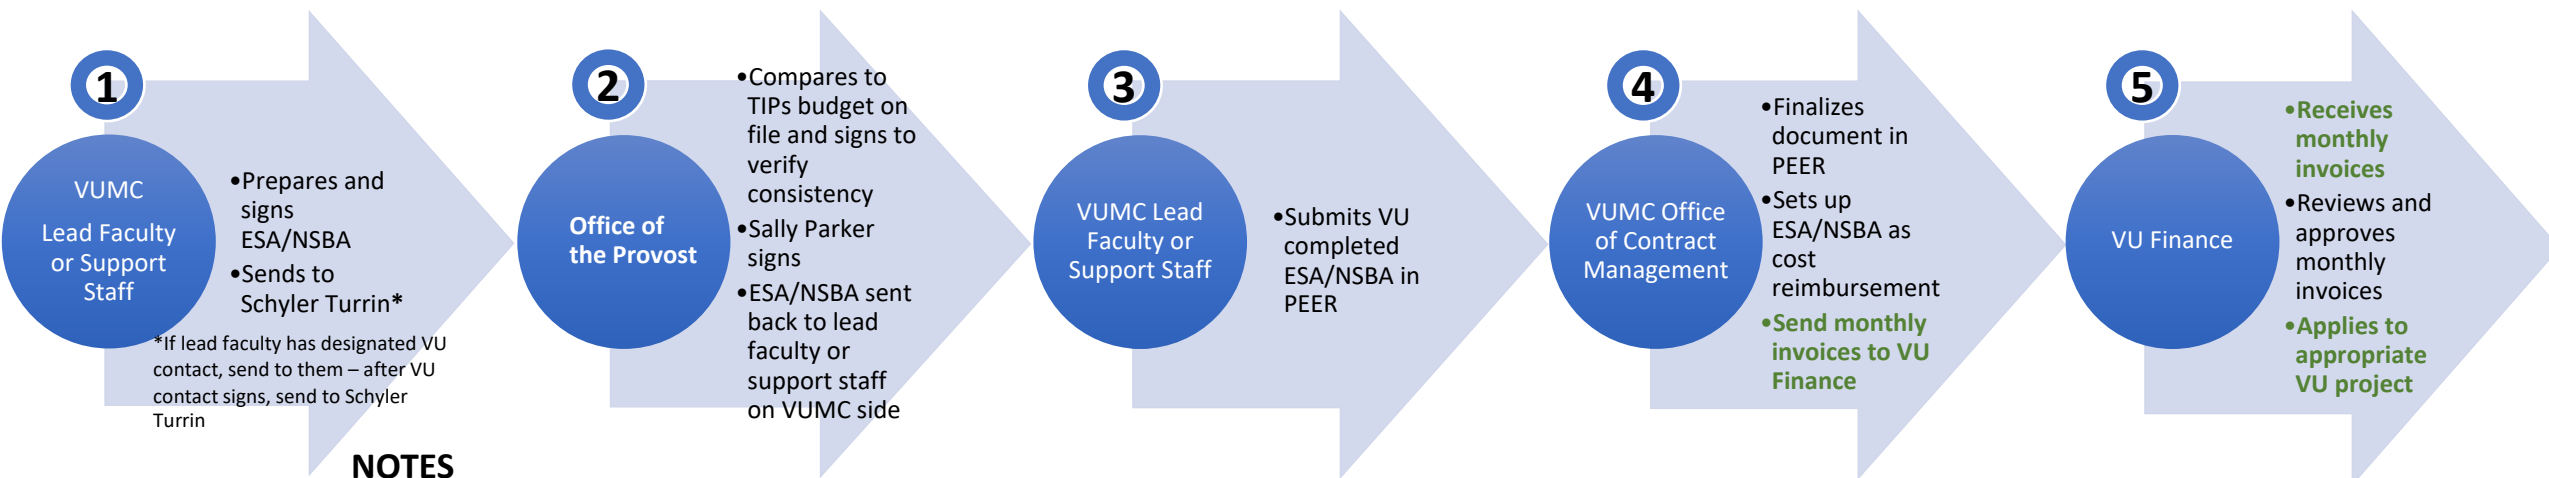 1
VUMC
Lead Faculty
or Support
Staff
•Prepares and
signs
ESA/NSBA
•Sends to
Schyler Turrin*
*If lead faculty has designated VU
contact, send to them – after VU
contact signs, send to Schyler
Turrin
2
Office of
the Provost
•Compares to
TIPs budget on
file and signs to
verify
consistency
•Sally Parker
signs
•ESA/NSBA sent
back to lead
faculty or
support staff
on VUMC side
3
VUMC Lead
Faculty or
Support Staff
•Submits VU
completed
ESA/NSBA in
PEER
4
VUMC Office
of Contract
Management
•Finalizes
document in
PEER
•Sets up
ESA/NSBA as
cost
reimbursement
•Send monthly
invoices to VU
Finance
5
VU Finance
•Receives
monthly
invoices
•Reviews and
approves
monthly
invoices
•Applies to
appropriate
VU project
NOTES